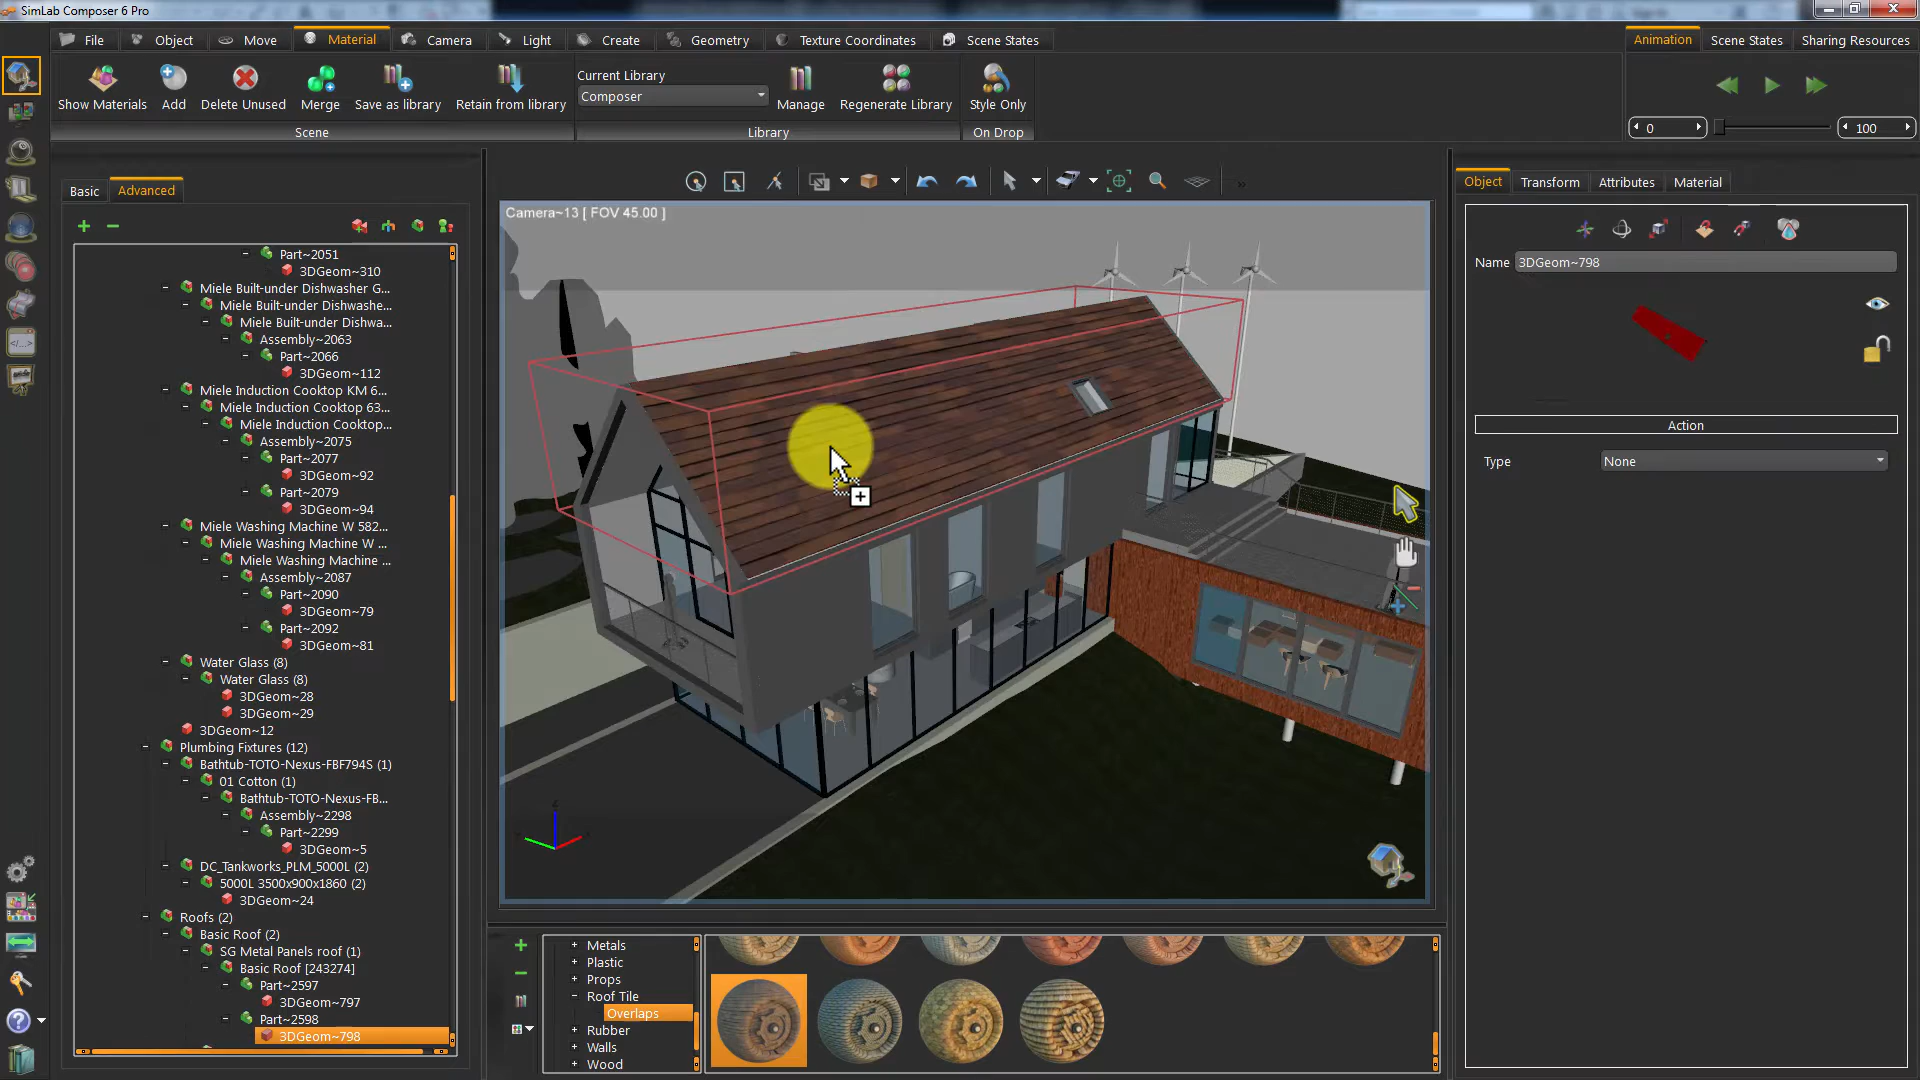 SimLab Composer 6 Pro
File
Object
Move
Material
Camera
Light
Create
Geometry
Texture Coordinates
Scene States
Animation
Scene States
Sharing Resources
Show Materials
Add
Delete Unused
Merge
Save as library
Retain from library
Current Library
Composer
Manage
Regenerate Library
Style Only
Scene
Library
On Drop
0
100
Basic
Advanced
Camera~13 [ FOV 45.00 ]
Object
Transform
Attributes
Material
Name
3DGeom~798
Action
Type
None
Part~2051
3DGeom~310
Miele Built-under Dishwasher G...
Miele Built-under Dishwashe...
Miele Built-under Dishwa...
Assembly~2063
Part~2066
3DGeom~112
Miele Induction Cooktop KM 6...
Miele Induction Cooktop 63...
Miele Induction Cooktop...
Assembly~2075
Part~2077
3DGeom~92
Part~2079
3DGeom~94
Miele Washing Machine W 582...
Miele Washing Machine W ...
Miele Washing Machine ...
Assembly~2087
Part~2090
3DGeom~79
Part~2092
3DGeom~81
Water Glass (8)
Water Glass (8)
3DGeom~28
3DGeom~29
3DGeom~12
Plumbing Fixtures (12)
Bathtub-TOTO-Nexus-FBF794S (1)
01 Cotton (1)
Bathtub-TOTO-Nexus-FB...
Assembly~2298
Part~2299
3DGeom~5
DC_Tankworks_PLM_5000L (2)
5000L 3500x900x1860 (2)
3DGeom~24
Roofs (2)
Basic Roof (2)
SG Metal Panels roof (1)
Basic Roof [243274]
Part~2597
3DGeom~797
Part~2598
3DGeom~798
Metals
Plastic
Props
Roof Tile
Overlaps
Rubber
Walls
Wood